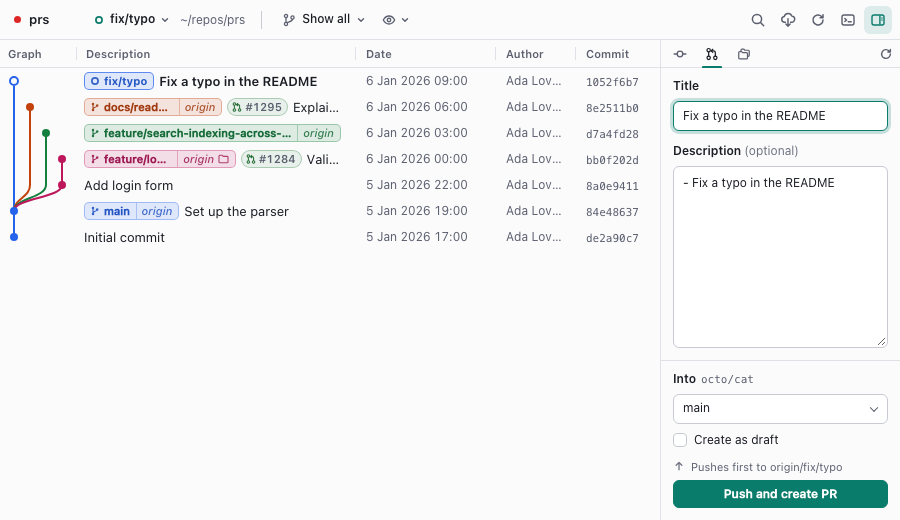 prs
fix/typo
~/repos/prs
Show all
Graph
Description
Date
Author
Commit
fix/typo Fix a typo in the README 6 Jan 2026 09:00 Ada Lov... 1052f6b7
docs/read... origin #1295 Explai... 6 Jan 2026 06:00 Ada Lov... 8e2511b0
feature/search-indexing-across-... origin 6 Jan 2026 03:00 Ada Lov... d7a4fd28
feature/lo... origin #1284 Vali... 6 Jan 2026 00:00 Ada Lov... bb0f202d
Add login form 5 Jan 2026 22:00 Ada Lov... 8a0e9411
main origin Set up the parser 5 Jan 2026 19:00 Ada Lov... 84e48637
Initial commit 5 Jan 2026 17:00 Ada Lov... de2a90c7
Title
Fix a typo in the README
Description (optional)
- Fix a typo in the README
Into octo/cat
main
Create as draft
Pushes first to origin/fix/typo
Push and create PR